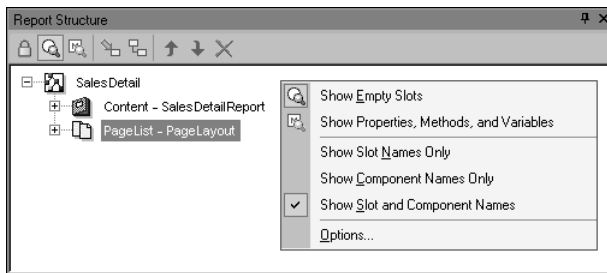 Report Structure
SalesDetail
Content - SalesDetailReport
PageList - PageLayout
Show Empty Slots
Show Properties, Methods, and Variables
Show Slot Names Only
Show Component Names Only
Show Slot and Component Names
Options...